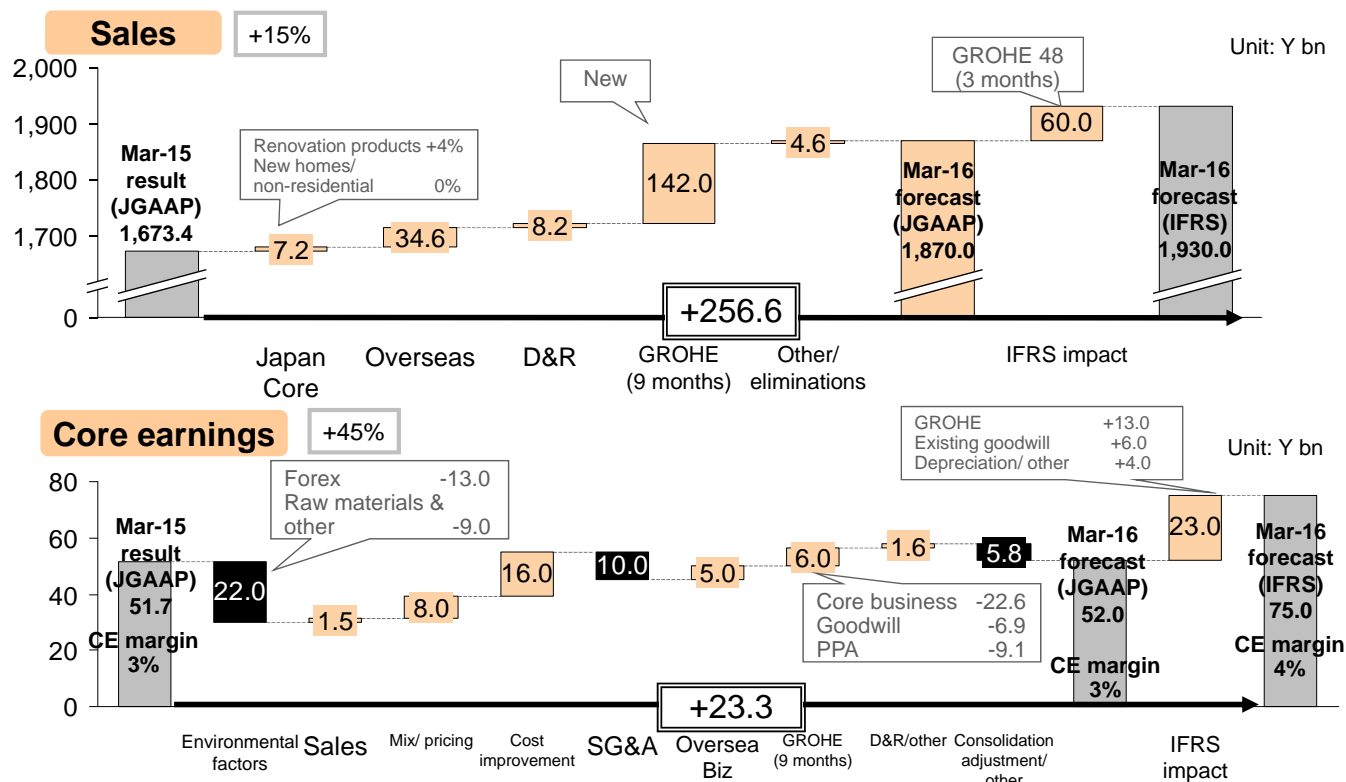 Sales
+15%
Unit: Y bn
2,000
1,900
1,800
1,700
0
Mar-15
result
(JGAAP)
1,673.4
Renovation products +4%
New homes/
non-residential 0%
7.2
34.6
8.2
New
142.0
4.6
Mar-16
forecast
(JGAAP)
1,870.0
GROHE 48
(3 months)
60.0
Mar-16
forecast
(IFRS)
1,930.0
+256.6
Japan
Core
Overseas
D&R
GROHE
(9 months)
Other/
eliminations
IFRS impact
Core earnings
+45%
Unit: Y bn
80
60
40
20
0
Mar-15
result
(JGAAP)
51.7
CE margin
3%
Forex -13.0
Raw materials &
other -9.0
22.0
1.5
8.0
16.0
10.0
5.0
6.0
Core business -22.6
Goodwill -6.9
PPA -9.1
1.6
5.8
Mar-16
forecast
(JGAAP)
52.0
CE margin
3%
GROHE +13.0
Existing goodwill +6.0
Depreciation/ other +4.0
23.0
Mar-16
forecast
(IFRS)
75.0
CE margin
4%
+23.3
Environmental
factors
Sales
Mix/ pricing
Cost
improvement
SG&A
Oversea
Biz
GROHE
(9 months)
D&R/other
Consolidation
adjustment/
other
IFRS
impact